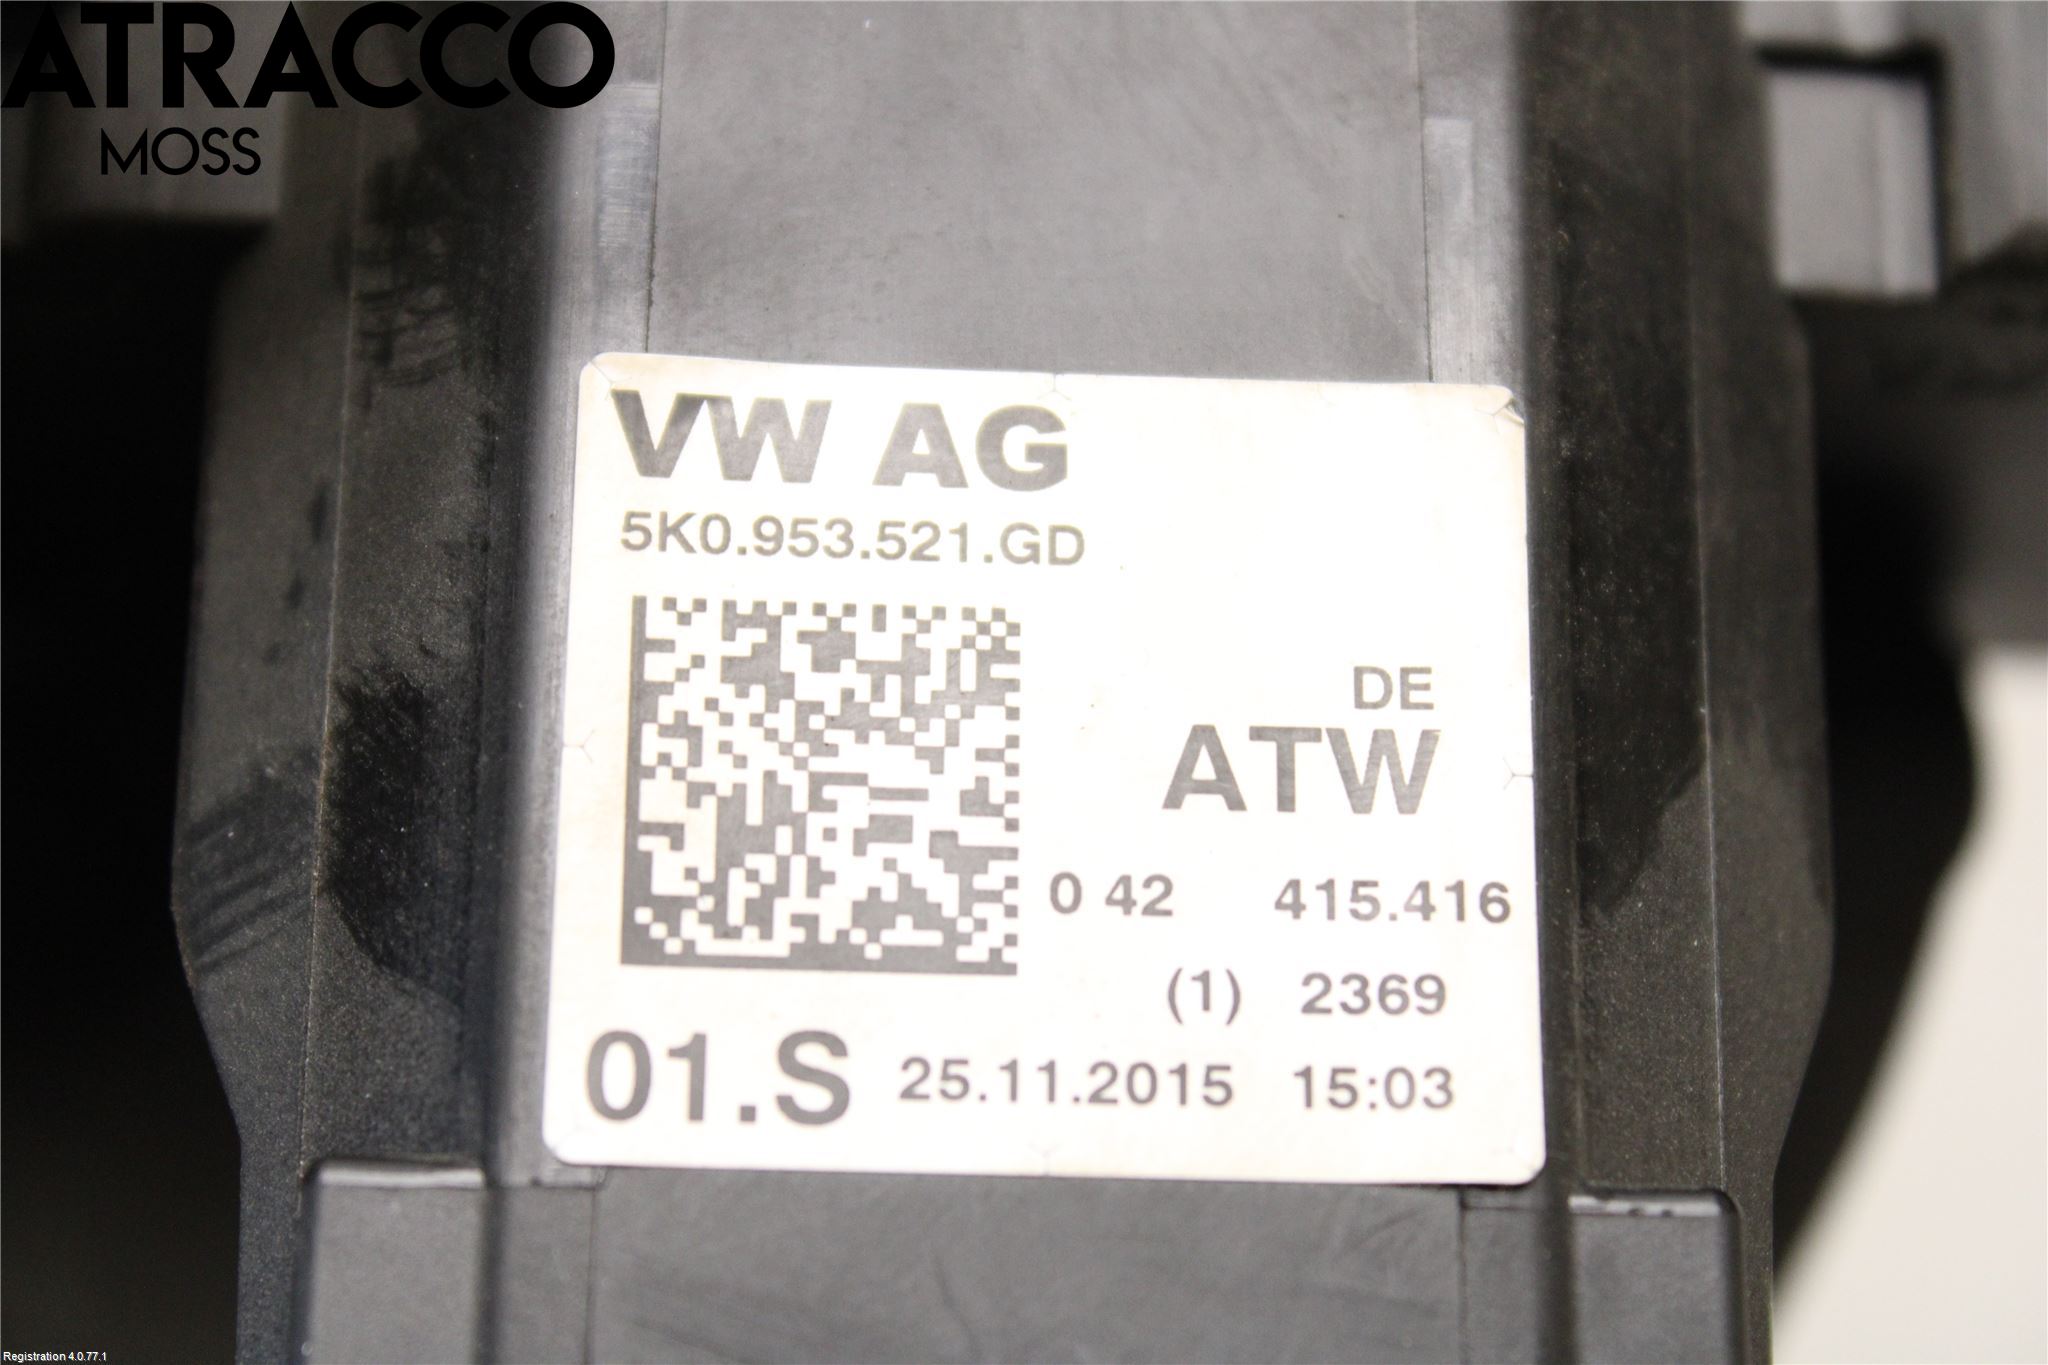 ATRACCO
MOSS
VW AG
5K0.953.521.GD
DE
ATW
0 42 415.416
(1) 2369
01.S 25.11.2015 15:03
Registration 4.0.77.1